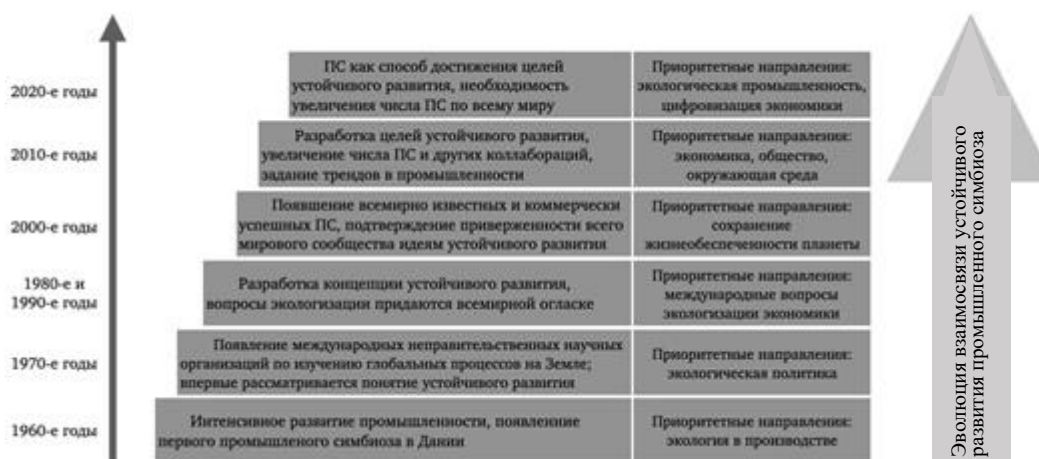 2020-е годы
ПС как способ достижения целей
устойчивого развития, необходимость
увеличения числа ПС по всему миру
Приоритетные направления:
экологическая промышленность,
цифровизация экономики
2010-е годы
Разработка целей устойчивого развития,
увеличение числа ПС и других коллабораций,
задание трендов в промышленности
Приоритетные направления:
экономика, общество,
окружающая среда
2000-е годы
Появшение всемирно известных и коммерчески
успешных ПС, подтверждение приверженности всего
мирового сообщества идеям устойчивого развития
Приоритетные направления:
сохранение
жизнеобеспеченности планеты
1980-е и
1990-е годы
Разработка концепции устойчивого развития,
вопросы экологизации придаются всемирной огласке
Приоритетные направления:
международные вопросы
экологизации экономики
1970-е годы
Появление международных неправительственных научных
организаций по изучению глобальных процессов на Земле;
впервые рассматривается понятие устойчивого развития
Приоритетные направления:
экологическая политика
1960-е годы
Интенсивное развитие промышленности, появление
первого промышленого симбиоза в Дании
Приоритетные направления:
экология в производстве
Эволюция взаимосвязи устойчивого
развития промышленного симбиоза